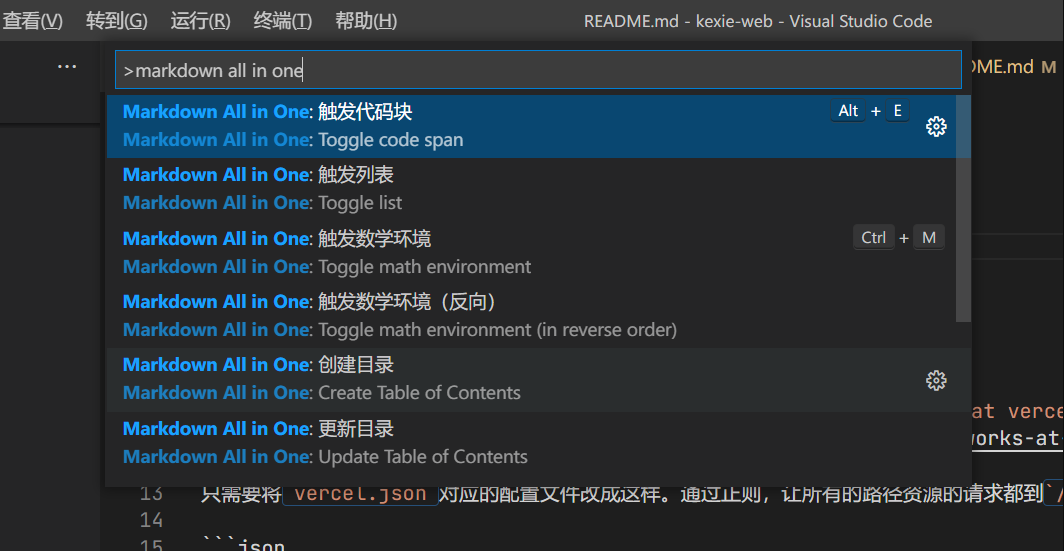 查看(V) 转到(G) 运行(R) 终端(T) 帮助(H) README.md - kexie-web - Visual Studio Code
··· DME.md M
>markdown all in one
Markdown All in One: 触发代码块 Alt + E
Markdown All in One: Toggle code span
Markdown All in One: 触发列表
Markdown All in One: Toggle list
Markdown All in One: 触发数学环境 Ctrl + M
Markdown All in One: Toggle math environment
Markdown All in One: 触发数学环境（反向）
Markdown All in One: Toggle math environment (in reverse order)
Markdown All in One: 创建目录
Markdown All in One: Create Table of Contents
at verce
Markdown All in One: 更新目录
works-at-
Markdown All in One: Update Table of Contents
13 只需要将`vercel.json`对应的配置文件改成这样。通过正则，让所有的路径资源的请求都到`/
14
15 ```json